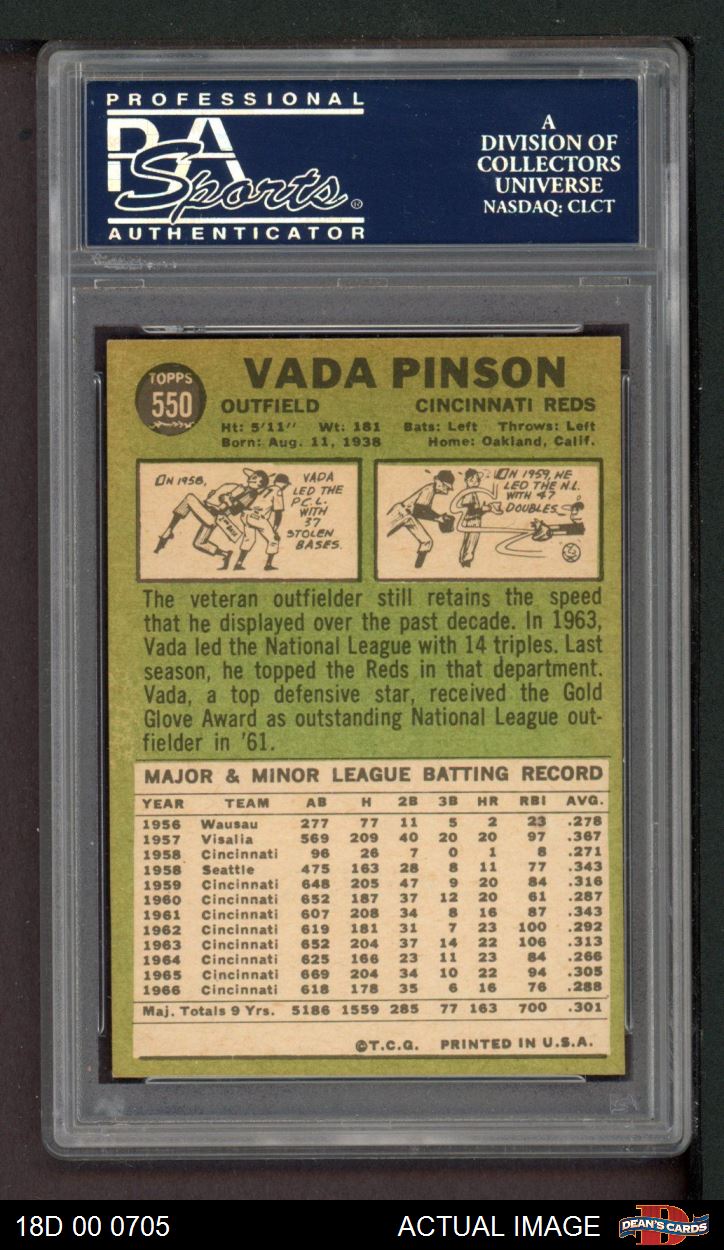 PROFESSIONAL
PSA
Sports®
AUTHENTICATOR
A
DIVISION OF
COLLECTORS
UNIVERSE
NASDAQ: CLCT
TOPPS
550
VADA PINSON
OUTFIELD CINCINNATI REDS
Ht: 5'11" Wt: 181 Bats: Left Throws: Left
Born: Aug. 11, 1938 Home: Oakland, Calif.
IN 1958,
VADA
LED THE
P.C.L.
WITH
37
STOLEN
BASES.
IN 1959, HE
LED THE N.L.
WITH 47
DOUBLES
The veteran outfielder still retains the speed
that he displayed over the past decade. In 1963,
Vada led the National League with 14 triples. Last
season, he topped the Reds in that department.
Vada, a top defensive star, received the Gold
Glove Award as outstanding National League out-
fielder in '61.
MAJOR & MINOR LEAGUE BATTING RECORD
YEAR TEAM AB H 2B 3B HR RBI AVG.
1956 Wausau 277 77 11 5 2 23 .278
1957 Visalia 569 209 40 20 20 97 .367
1958 Cincinnati 96 26 7 0 1 8 .271
1958 Seattle 475 163 28 8 11 77 .343
1959 Cincinnati 648 205 47 9 20 84 .316
1960 Cincinnati 652 187 37 12 20 61 .287
1961 Cincinnati 607 208 34 8 16 87 .343
1962 Cincinnati 619 181 31 7 23 100 .292
1963 Cincinnati 652 204 37 14 22 106 .313
1964 Cincinnati 625 166 23 11 23 84 .266
1965 Cincinnati 669 204 34 10 22 94 .305
1966 Cincinnati 618 178 35 6 16 76 .288
Maj. Totals 9 Yrs. 5186 1559 285 77 163 700 .301
©T.C.G. PRINTED IN U.S.A.
18D 00 0705 ACTUAL IMAGE DEAN'S CARDS